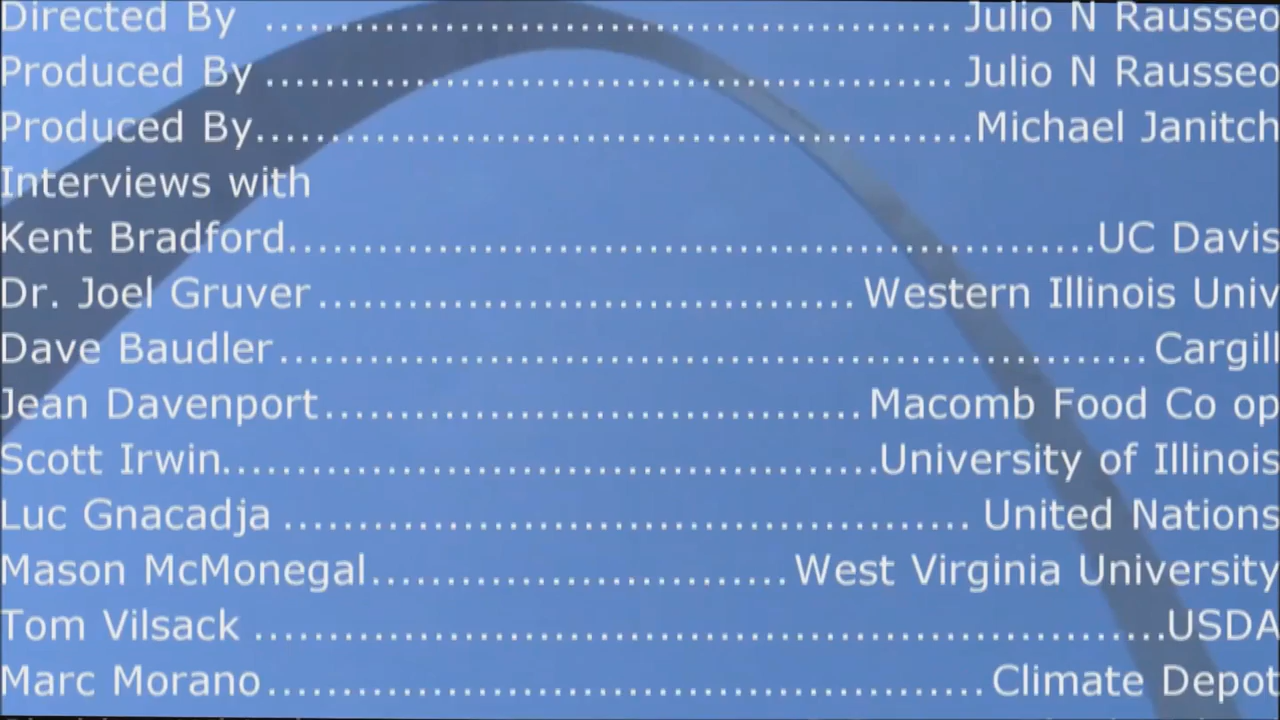 Directed By ....................................... Julio N Rausseo
Produced By ....................................... Julio N Rausseo
Produced By.........................................Michael Janitch
Interviews with
Kent Bradford..............................................UC Davis
Dr. Joel Gruver ............................... Western Illinois Univ
Dave Baudler ................................................. Cargill
Jean Davenport............................... Macomb Food Co op
Scott Irwin.....................................University of Illinois
Luc Gnacadja ....................................... United Nations
Mason McMonegal........................West Virginia University
Tom Vilsack ....................................................USDA
Marc Morano......................................... Climate Depot